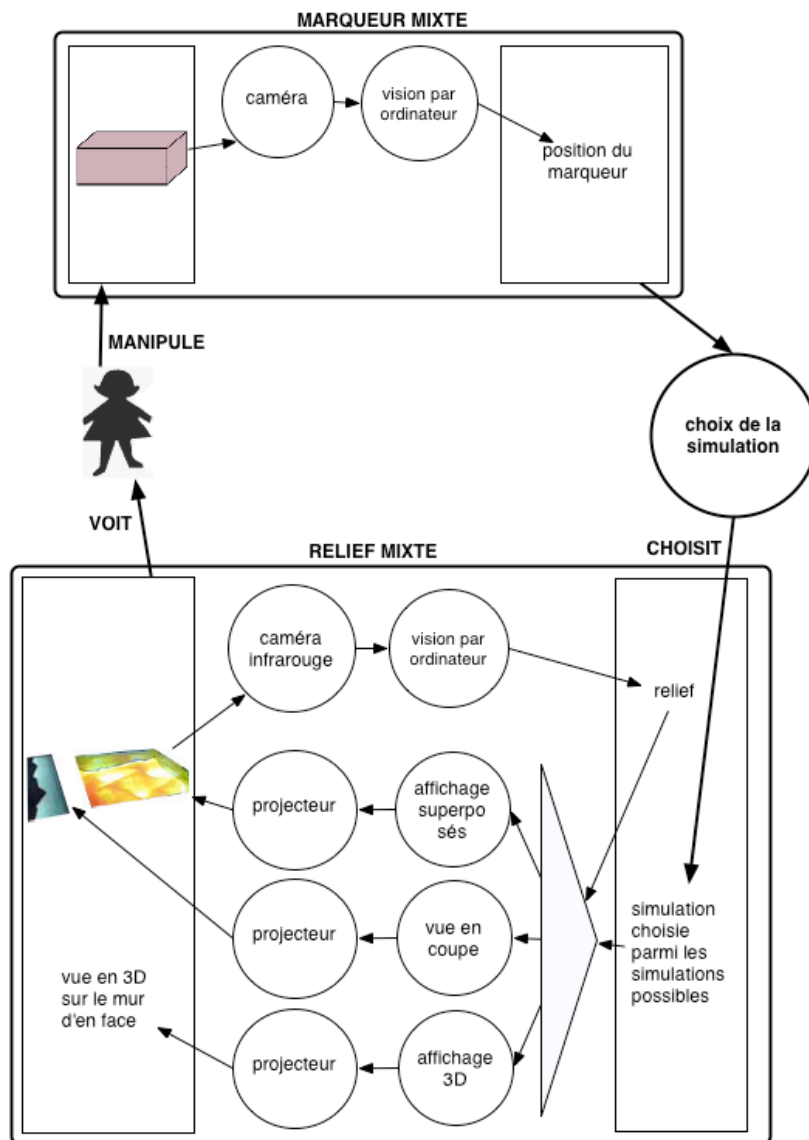 MARQUEUR MIXTE
caméra
vision par
ordinateur
position du
marqueur
MANIPULE
choix de la
simulation
VOIT
RELIEF MIXTE
CHOISIT
caméra
infrarouge
vision par
ordinateur
relief
projecteur
affichage
superpo
sés
projecteur
vue en
coupe
simulation
choisie
parmi les
simulations
possibles
vue en 3D
sur le mur
d'en face
projecteur
affichage
3D